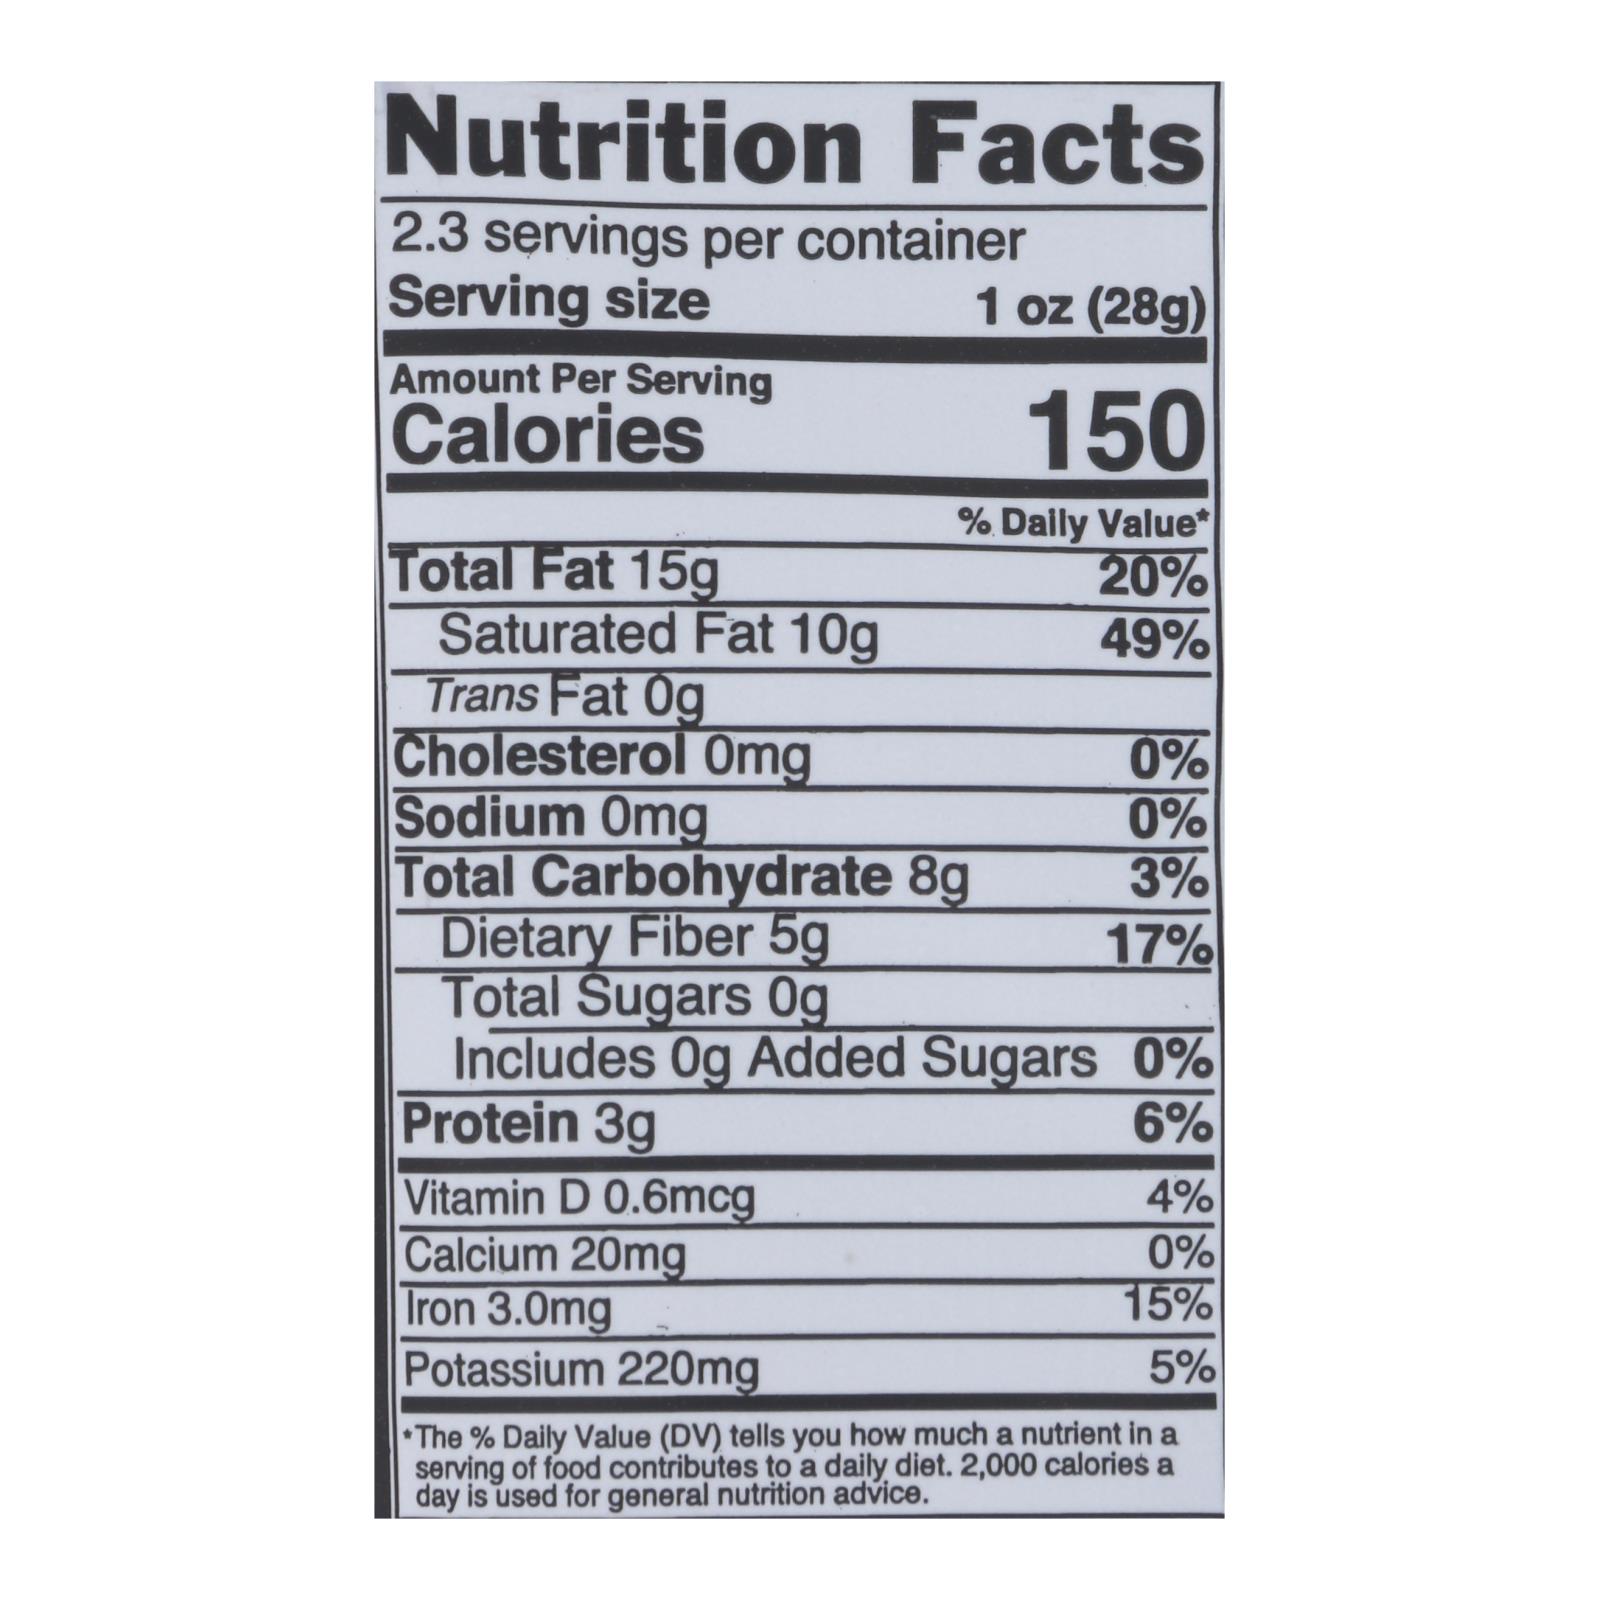 Nutrition Facts
2.3 servings per container
Serving size 1 oz (28g)
Amount Per Serving
Calories 150
% Daily Value*
Total Fat 15g 20%
Saturated Fat 10g 49%
Trans Fat 0g
Cholesterol 0mg 0%
Sodium 0mg 0%
Total Carbohydrate 8g 3%
Dietary Fiber 5g 17%
Total Sugars 0g
Includes 0g Added Sugars 0%
Protein 3g 6%
Vitamin D 0.6mcg 4%
Calcium 20mg 0%
Iron 3.0mg 15%
Potassium 220mg 5%
*The % Daily Value (DV) tells you how much a nutrient in a
serving of food contributes to a daily diet. 2,000 calories a
day is used for general nutrition advice.